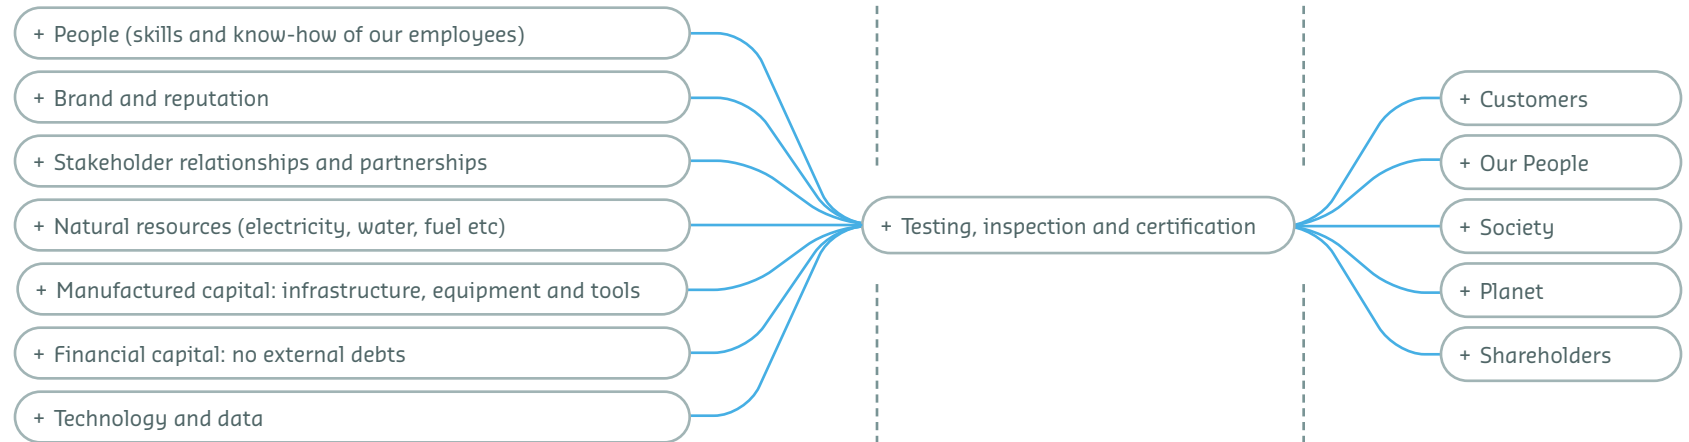 + People (skills and know-how of our employees)
+ Brand and reputation
+ Stakeholder relationships and partnerships
+ Natural resources (electricity, water, fuel etc)
+ Manufactured capital: infrastructure, equipment and tools
+ Financial capital: no external debts
+ Technology and data
+ Testing, inspection and certification
+ Customers
+ Our People
+ Society
+ Planet
+ Shareholders